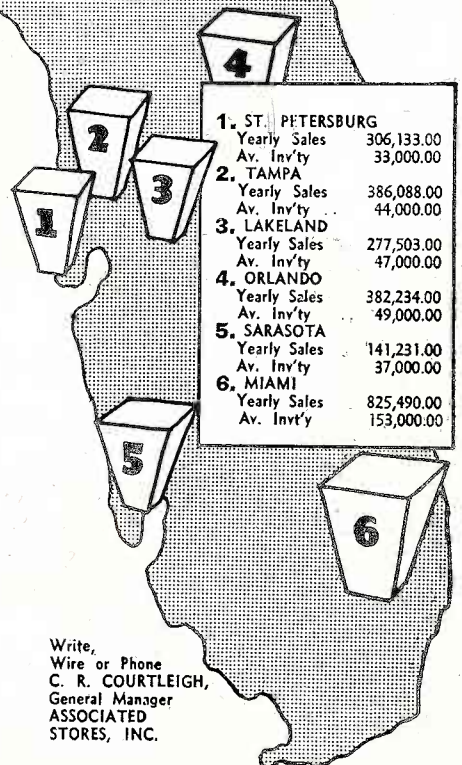 4
2
3
1
1. ST. PETERSBURG
Yearly Sales 306,133.00
Av. Inv'ty 33,000.00
2. TAMPA
Yearly Sales 386,088.00
Av. Inv'ty .. 44,000.00
3. LAKELAND
Yearly Sales 277,503.00
Av. Inv'ty 47,000.00
4. ORLANDO
Yearly Sales 382,234.00
Av. Inv'ty .. 49,000.00
5. SARASOTA
Yearly Sales .. 141,231.00
Av. Inv'ty 37,000.00
6. MIAMI
Yearly Sales 825,490.00
Av. Invt'y 153,000.00
5
6
Write,
Wire or Phone
C. R. COURTLEIGH,
General Manager
ASSOCIATED
STORES, INC.